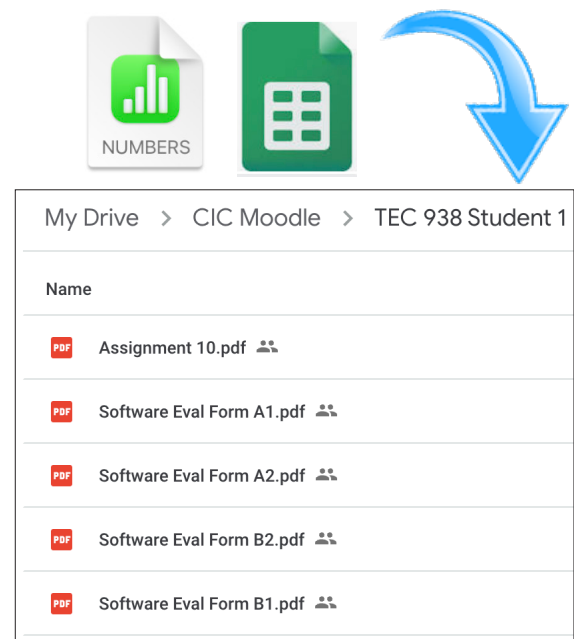 NUMBERS
My Drive > CIC Moodle > TEC 938 Student 1
Name
PDF Assignment 10.pdf
PDF Software Eval Form A1.pdf
PDF Software Eval Form A2.pdf
PDF Software Eval Form B2.pdf
PDF Software Eval Form B1.pdf